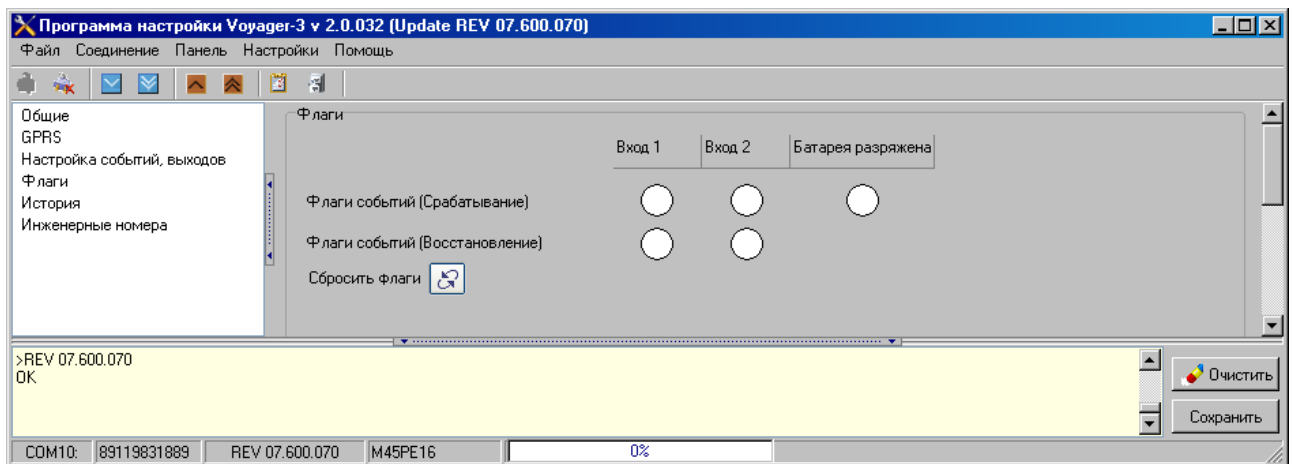 Программа настройки Voyager-3 v 2.0.032 (Update REV 07.600.070)
Файл Соединение Панель Настройки Помощь
Общие
GPRS
Настройка событий, выходов
Флаги
История
Инженерные номера
Флаги
Вход 1 Вход 2 Батарея разряжена
Флаги событий (Срабатывание)
Флаги событий (Восстановление)
Сбросить флаги
>REV 07.600.070
OK
Очистить
Сохранить
COM10: 89119831889 REV 07.600.070 M45PE16 0%